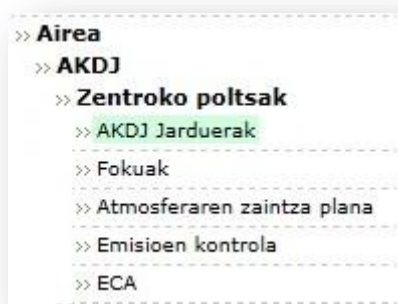 » Airea
» AKDJ
» Zentroko poltsak
» AKDJ Jarduerak
» Fokuak
» Atmosferaren zaintza plana
» Emisioen kontrola
» ECA